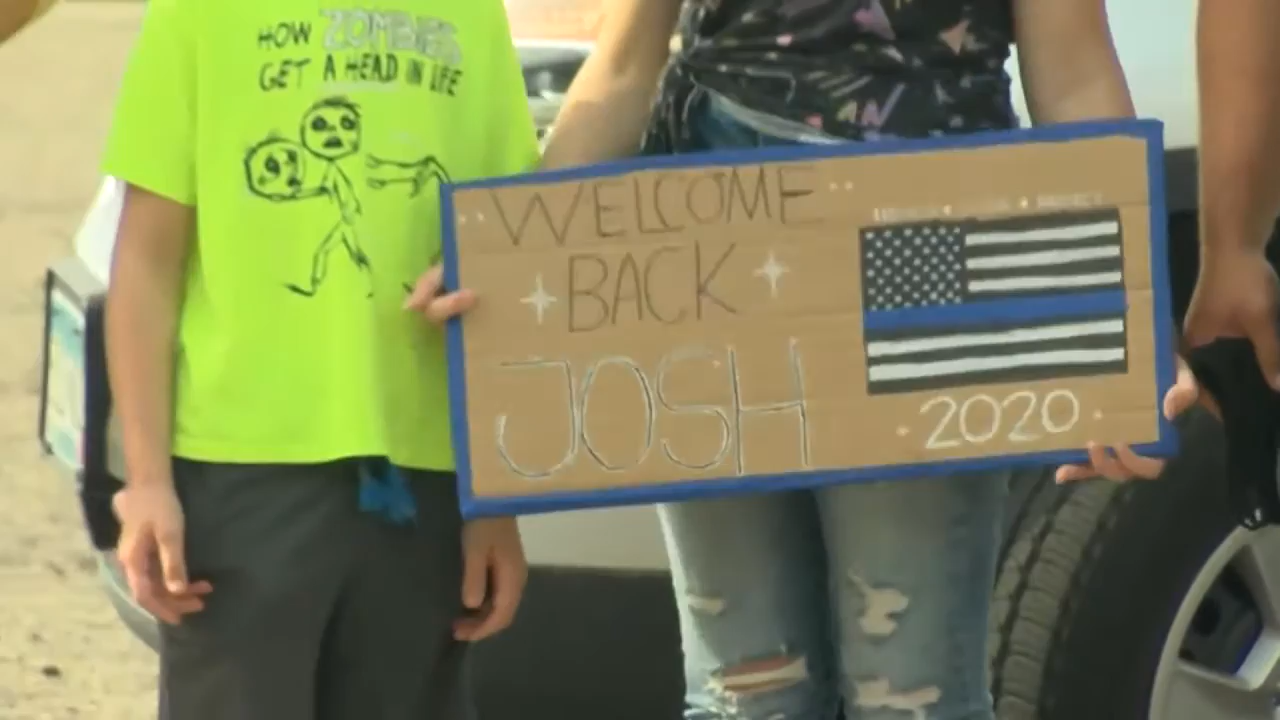 HOW ZOMBIES
GET A HEAD IN LIFE
WELCOME
BACK
JOSH
2020